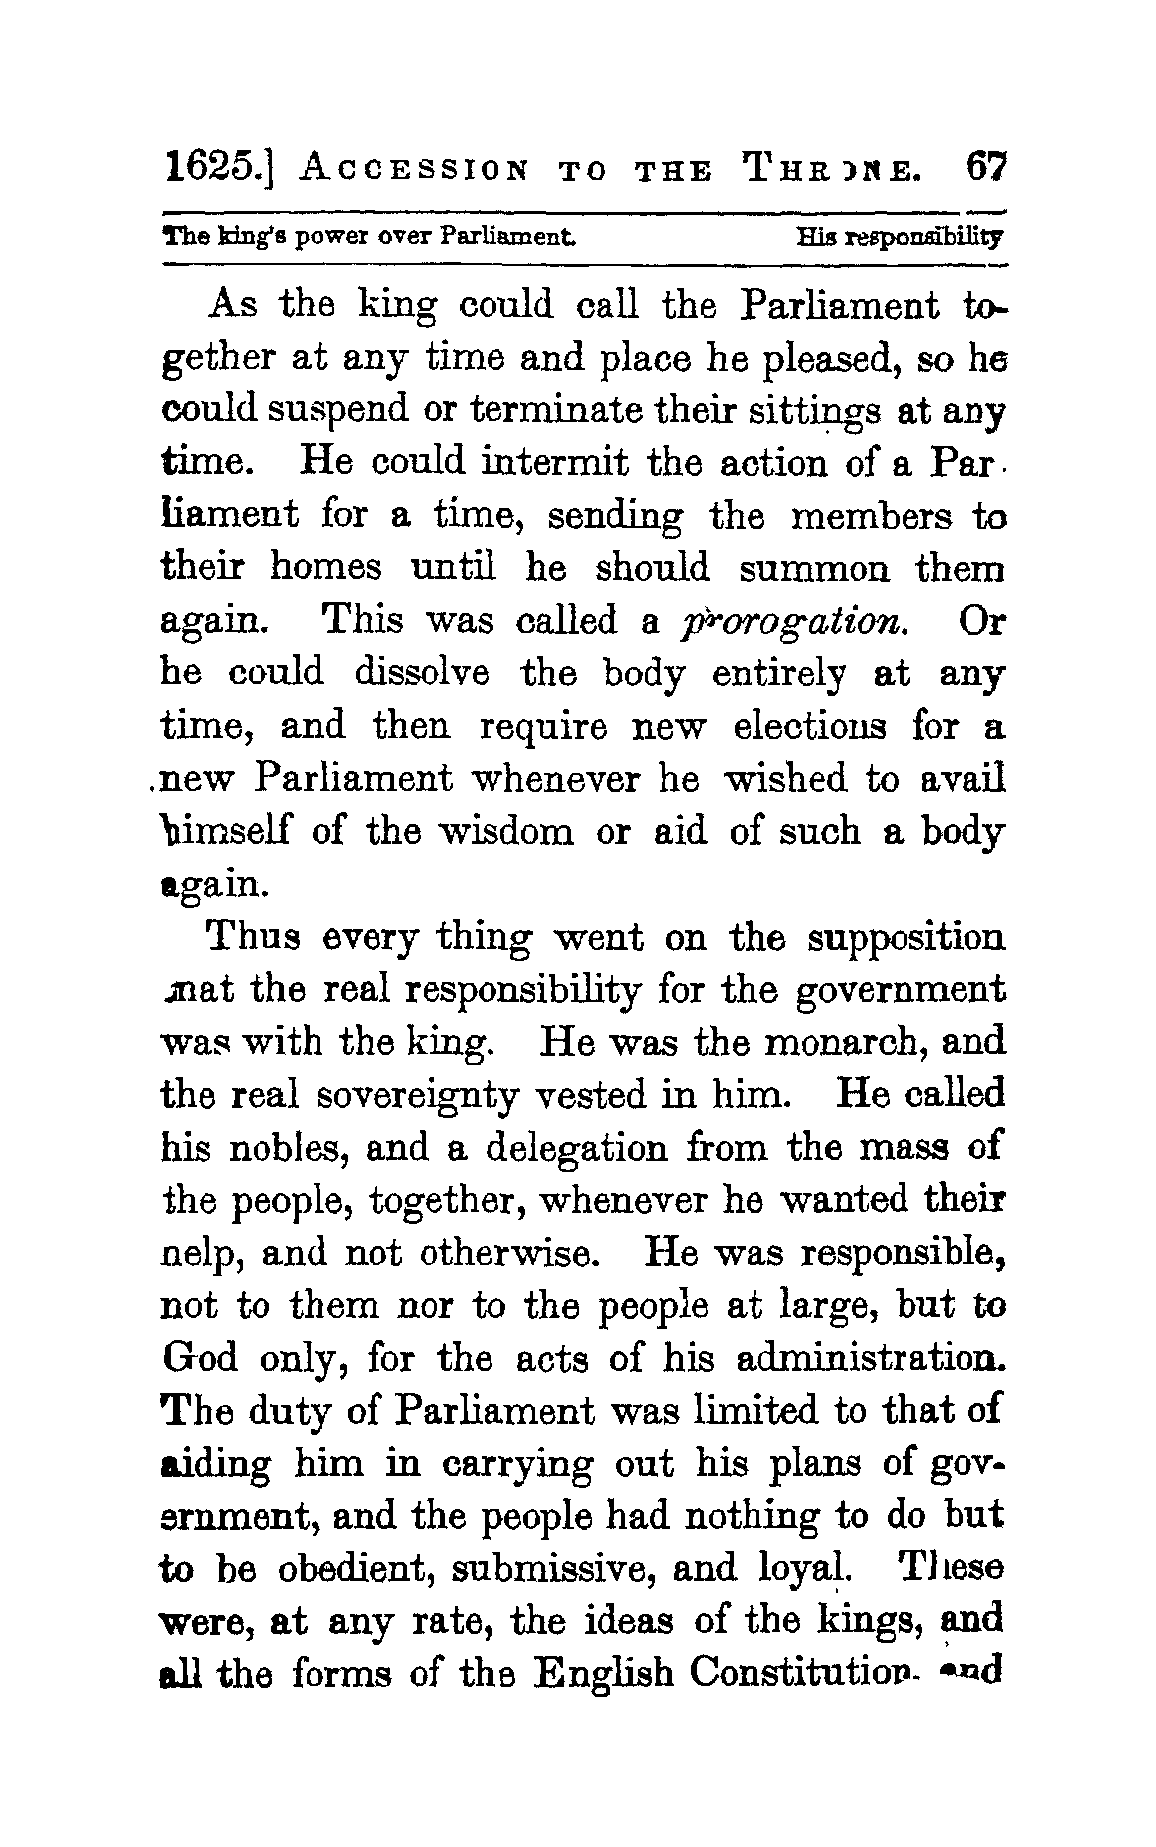 1625.] ACCESSION TO THE THRONE. 67
The king's power over Parliament. His responsibility
As the king could call the Parliament to-
gether at any time and place he pleased, so he
could suspend or terminate their sittings at any
time. He could intermit the action of a Par-
liament for a time, sending the members to
their homes until he should summon them
again. This was called a prorogation. Or
he could dissolve the body entirely at any
time, and then require new elections for a
new Parliament whenever he wished to avail
himself of the wisdom or aid of such a body
again.
Thus every thing went on the supposition
that the real responsibility for the government
was with the king. He was the monarch, and
the real sovereignty vested in him. He called
his nobles, and a delegation from the mass of
the people, together, whenever he wanted their
help, and not otherwise. He was responsible,
not to them nor to the people at large, but to
God only, for the acts of his administration.
The duty of Parliament was limited to that of
aiding him in carrying out his plans of gov-
ernment, and the people had nothing to do but
to be obedient, submissive, and loyal. These
were, at any rate, the ideas of the kings, and
all the forms of the English Constitution and